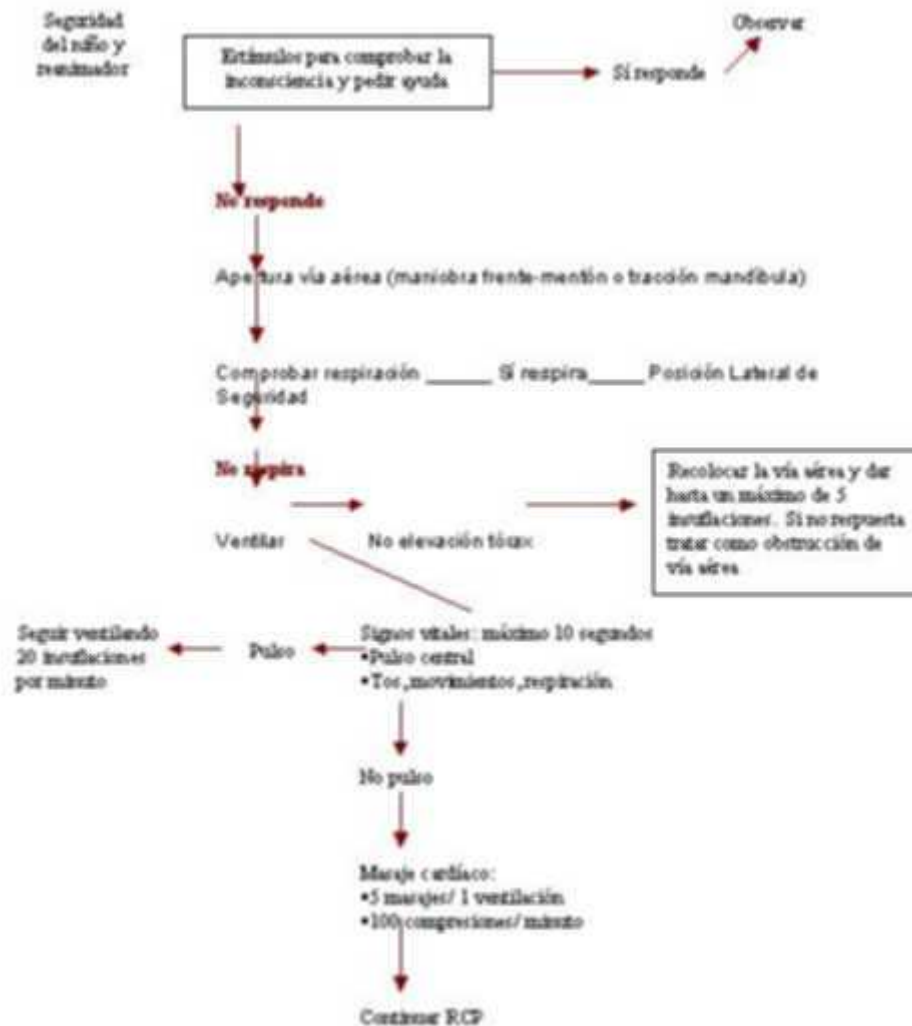 Seguridad
del niño y
reanimador
Estímulos para comprobar la
inconsciencia y pedir ayuda
Sí responde
Observar
No responde
Apertura vía aérea (maniobra frente-mentón o tracción mandíbula)
Comprobar respiración ______ Sí respira_____ Posición Lateral de
Seguridad
No respira
Ventilar
No elevación tórax
Recolocar la vía aérea y dar
hasta un máximo de 5
insuflaciones. Si no respuesta
tratar como obstrucción de
vía aérea
Seguir ventilando
20 insuflaciones
por minuto
Pulso
Signos vitales: máximo 10 segundos
•Pulso central
•Tos,movimientos,respiración
No pulso
Masaje cardíaco:
•5 masajes/ 1 ventilación
•100 compresiones/ minuto
Continuar RCP